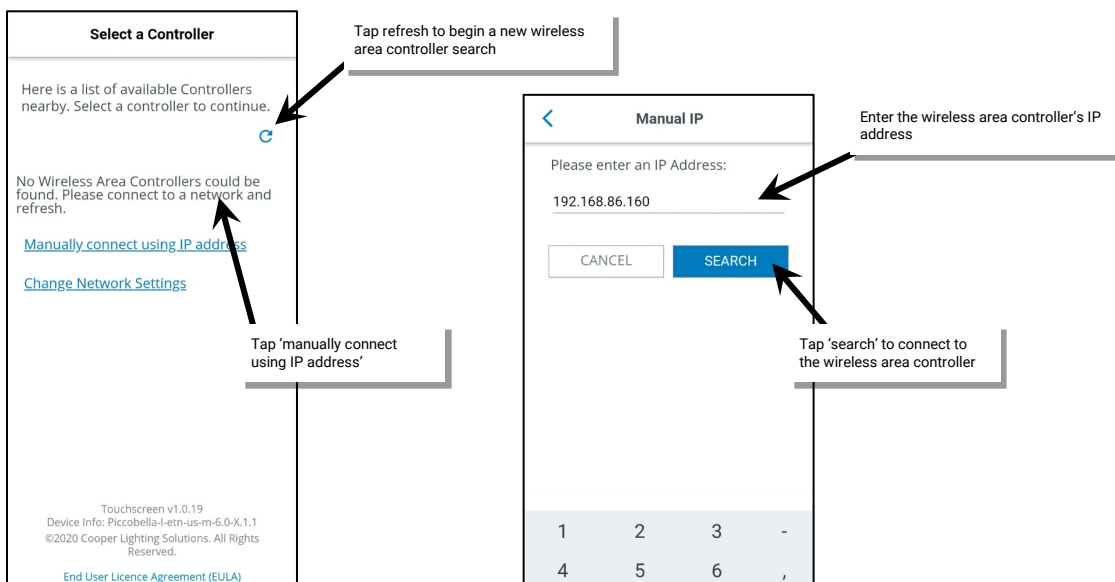 Select a Controller
Here is a list of available Controllers
nearby. Select a controller to continue.
No Wireless Area Controllers could be
found. Please connect to a network and
refresh.
Manually connect using IP address
Change Network Settings
Touchscreen v1.0.19
Device Info: Piccobella-I-etn-us-m-6.0-X.1.1
©2020 Cooper Lighting Solutions. All Rights
Reserved.
End User Licence Agreement (EULA)
Tap refresh to begin a new wireless
area controller search
Tap ‘manually connect
using IP address’
Manual IP
Please enter an IP Address:
192.168.86.160
CANCEL SEARCH
1 2 3 -
4 5 6 ,
Enter the wireless area controller’s IP
address
Tap ‘search’ to connect to
the wireless area controller